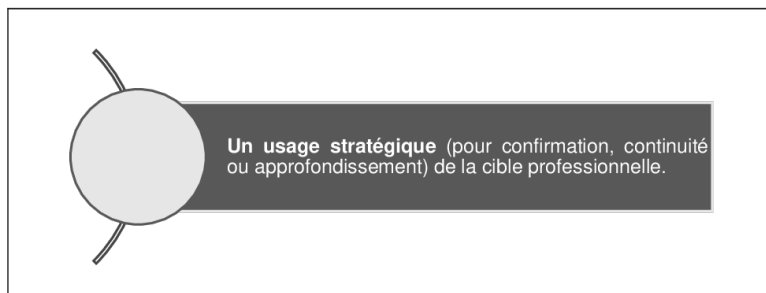 Un usage stratégique (pour confirmation, continuité
ou approfondissement) de la cible professionnelle.